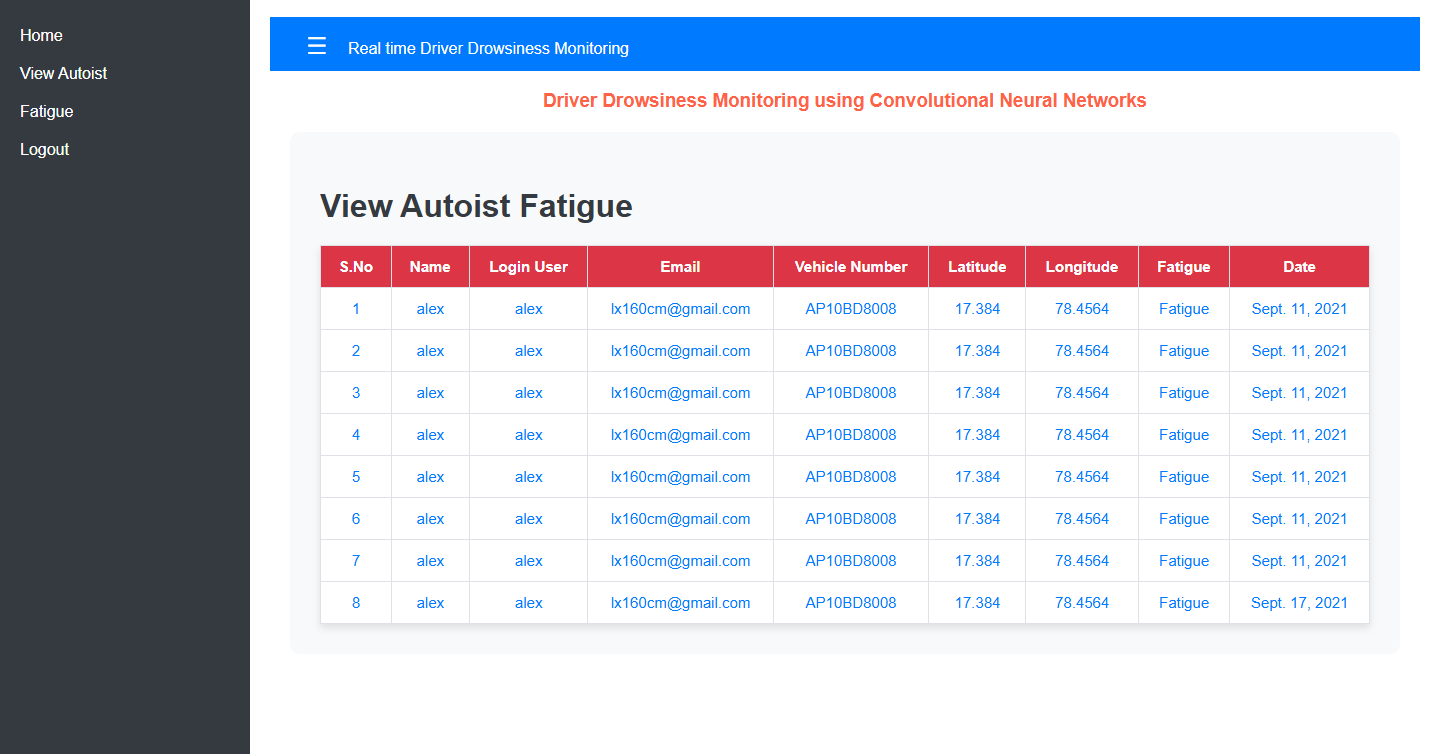 Home
View Autoist
Fatigue
Logout
☰ Real time Driver Drowsiness Monitoring
Driver Drowsiness Monitoring using Convolutional Neural Networks
View Autoist Fatigue
S.No Name Login User Email Vehicle Number Latitude Longitude Fatigue Date
1 alex alex lx160cm@gmail.com AP10BD8008 17.384 78.4564 Fatigue Sept. 11, 2021
2 alex alex lx160cm@gmail.com AP10BD8008 17.384 78.4564 Fatigue Sept. 11, 2021
3 alex alex lx160cm@gmail.com AP10BD8008 17.384 78.4564 Fatigue Sept. 11, 2021
4 alex alex lx160cm@gmail.com AP10BD8008 17.384 78.4564 Fatigue Sept. 11, 2021
5 alex alex lx160cm@gmail.com AP10BD8008 17.384 78.4564 Fatigue Sept. 11, 2021
6 alex alex lx160cm@gmail.com AP10BD8008 17.384 78.4564 Fatigue Sept. 11, 2021
7 alex alex lx160cm@gmail.com AP10BD8008 17.384 78.4564 Fatigue Sept. 11, 2021
8 alex alex lx160cm@gmail.com AP10BD8008 17.384 78.4564 Fatigue Sept. 17, 2021